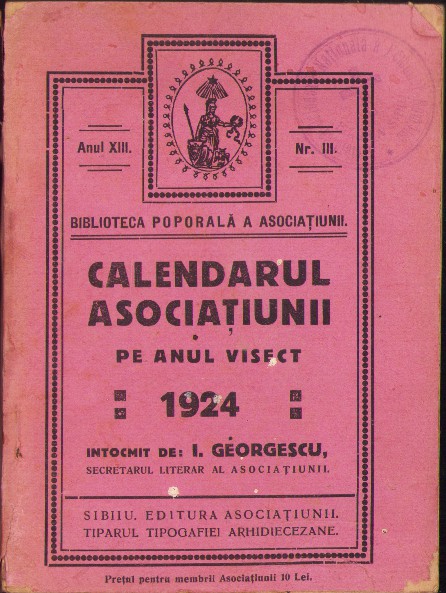 Anul XIII.
Nr. III.
BIBLIOTECA POPORALĂ A ASOCIAȚIUNII.
CALENDARUL
ASOCIAȚIUNII
PE ANUL VISECT
1924
INTOCMIT DE: I. GEORGESCU,
SECRETARUL LITERAR AL ASOCIAȚIUNII.
SIBIIU. EDITURA ASOCIAȚIUNII.
TIPARUL TIPOGAFIEI ARHIDIECEZANE.
Prețul pentru membrii Asociațiunii 10 Lei.